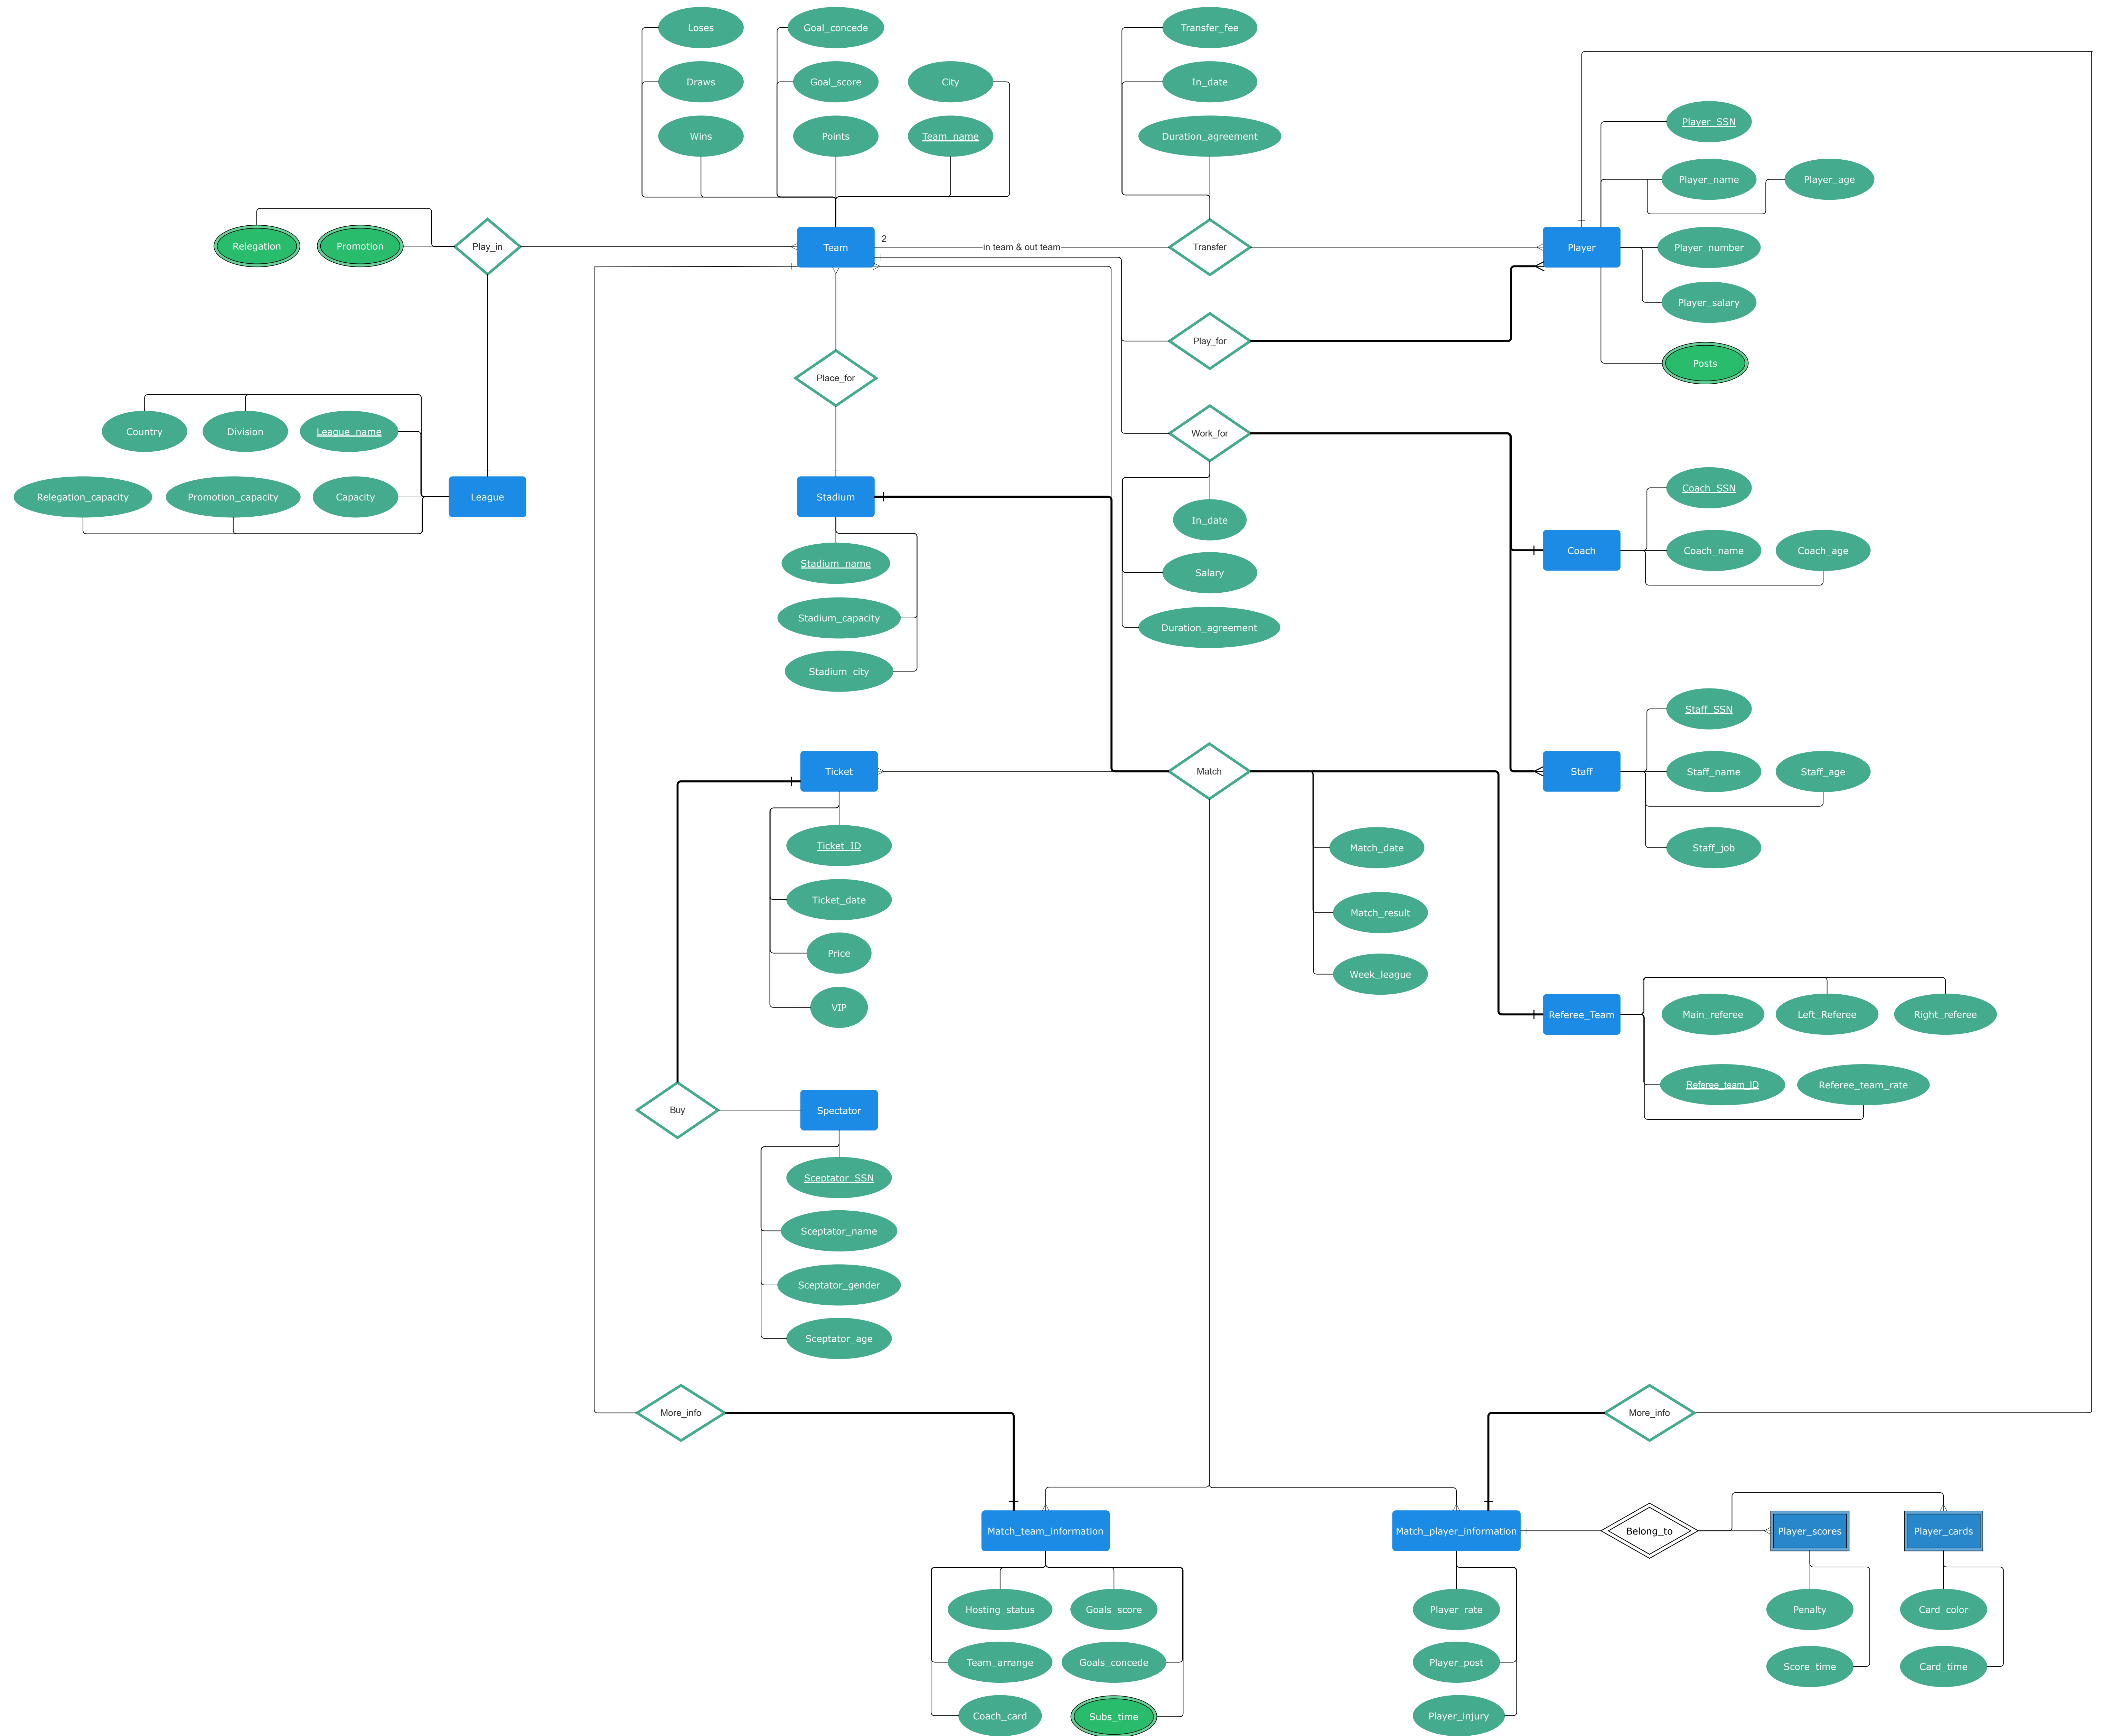 Loses
Goal_concede
Transfer_fee
Draws
Goal_score
City
In_date
Wins
Points
Team_name
Duration_agreement
Player_SSN
Player_name
Player_age
Relegation
Promotion
Play_in
Team
2
in team & out team
Transfer
Player
Player_number
Player_salary
Play_for
Posts
Place_for
Country
Division
League_name
Work_for
Relegation_capacity
Promotion_capacity
Capacity
League
Stadium
In_date
Coach_SSN
Stadium_name
Salary
Coach
Coach_name
Coach_age
Stadium_capacity
Duration_agreement
Stadium_city
Staff_SSN
Ticket
Match
Staff
Staff_name
Staff_age
Ticket_ID
Match_date
Staff_job
Ticket_date
Match_result
Price
Week_league
VIP
Referee_Team
Main_referee
Left_Referee
Right_referee
Referee_team_ID
Referee_team_rate
Buy
Spectator
Sceptator_SSN
Sceptator_name
Sceptator_gender
Sceptator_age
More_info
More_info
Match_team_information
Match_player_information
Belong_to
Player_scores
Player_cards
Hosting_status
Goals_score
Player_rate
Penalty
Card_color
Team_arrange
Goals_concede
Player_post
Score_time
Card_time
Coach_card
Subs_time
Player_injury